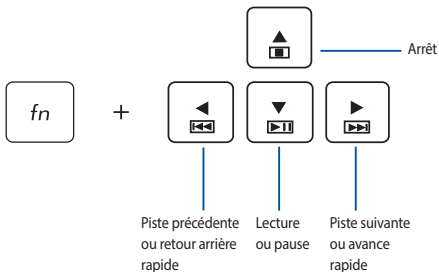 Arrêt
fn +
Piste précédente
ou retour arrière
rapide
Lecture
ou pause
Piste suivante
ou avance
rapide